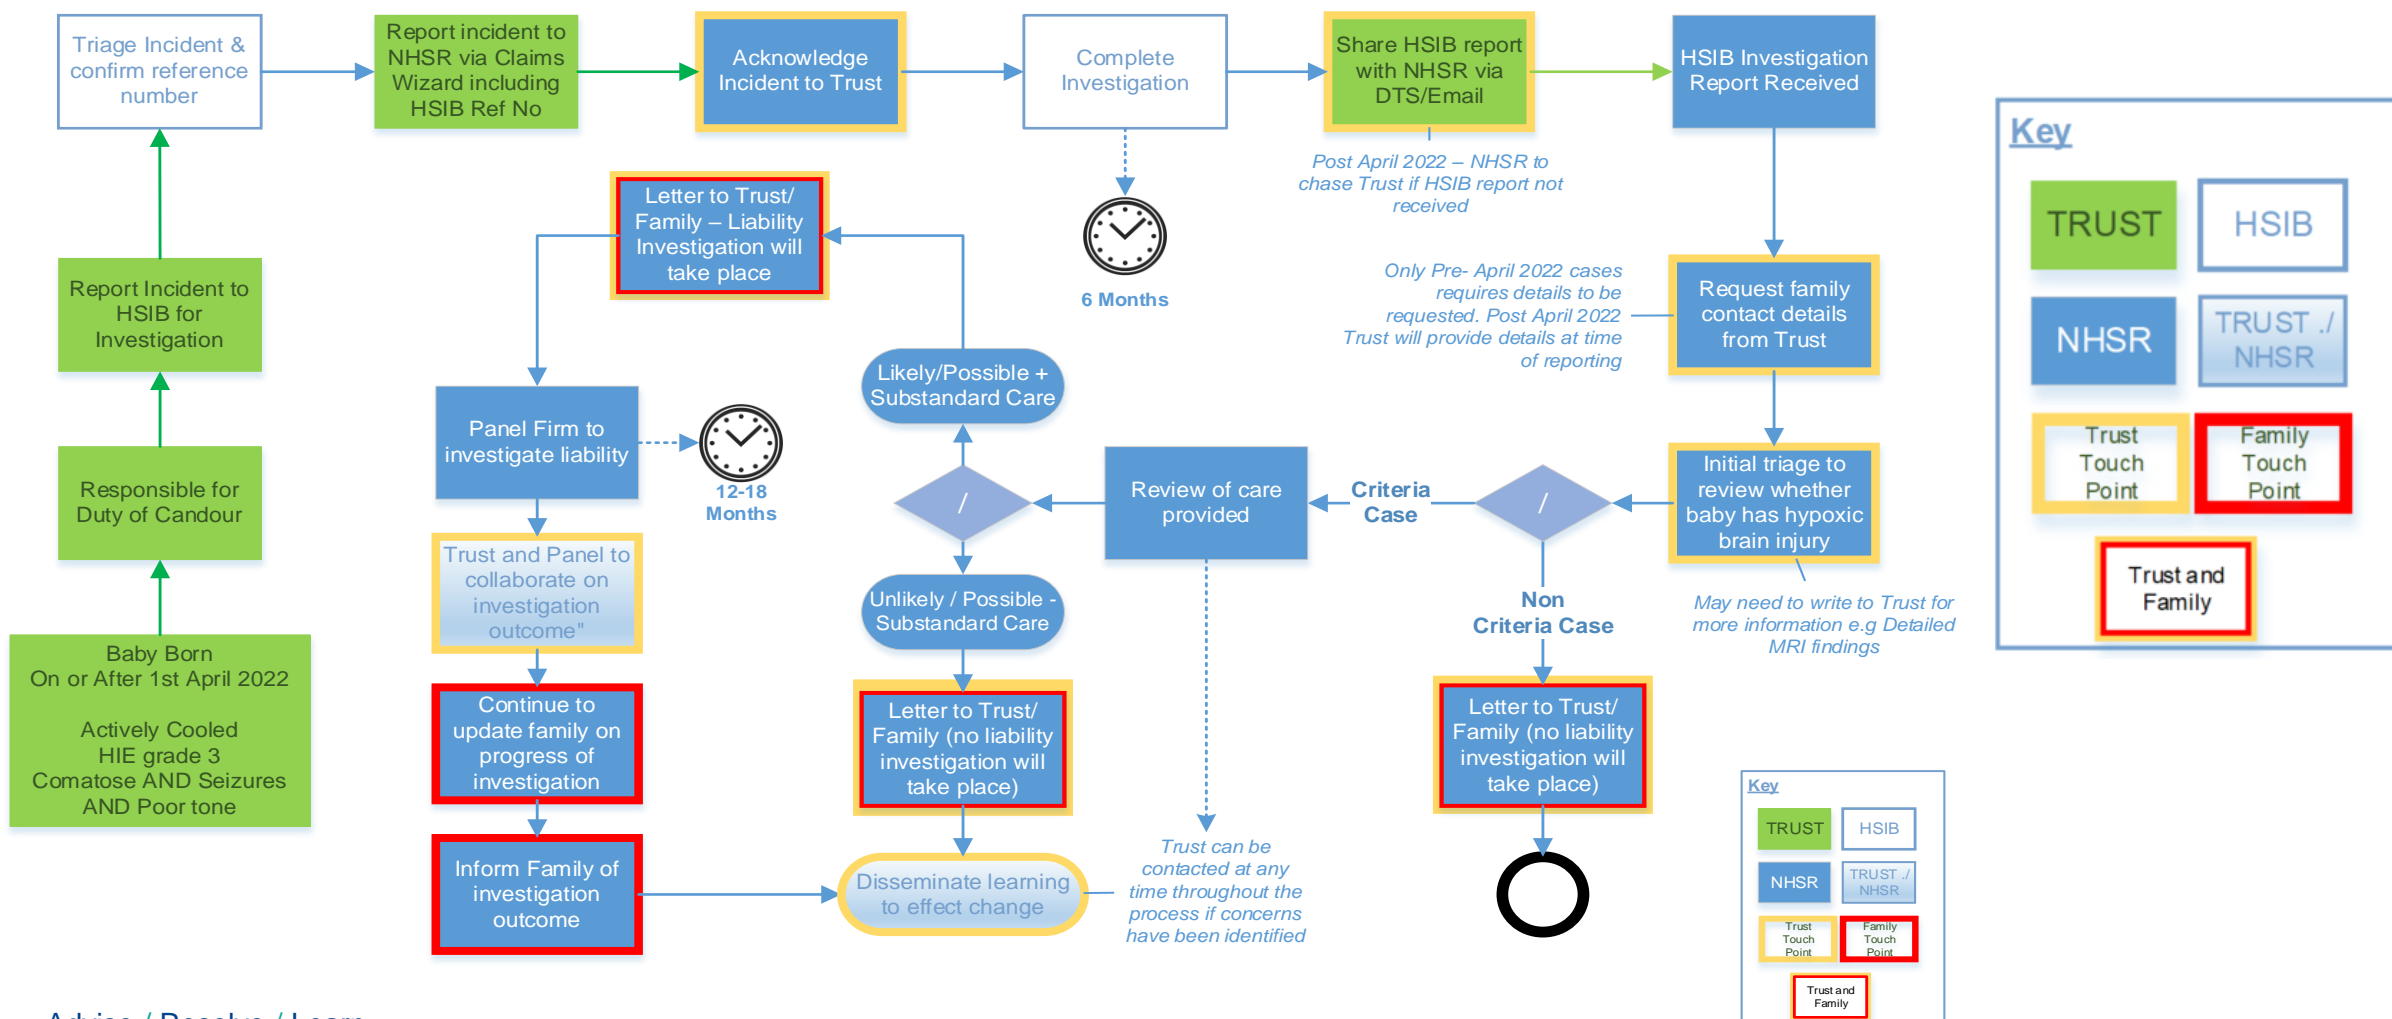 Triage Incident &
confirm reference
number
Report incident to
NHSR via Claims
Wizard including
HSIB Ref No
Acknowledge
Incident to Trust
Complete
Investigation
Share HSIB report
with NHSR via
DTS/Email
HSIB Investigation
Report Received
Post April 2022 – NHSR to
chase Trust if HSIB report not
received
6 Months
Only Pre- April 2022 cases
requires details to be
requested. Post April 2022
Trust will provide details at time
of reporting
Request family
contact details
from Trust
Letter to Trust/
Family – Liability
Investigation will
take place
Report Incident to
HSIB for
Investigation
Likely/Possible +
Substandard Care
Panel Firm to
investigate liability
12-18
Months
Responsible for
Duty of Candour
/
Review of care
provided
Criteria
Case
/
Initial triage to
review whether
baby has hypoxic
brain injury
Non
Criteria Case
May need to write to Trust for
more information e.g Detailed
MRI findings
Trust and Panel to
collaborate on
investigation
outcome"
Unlikely / Possible -
Substandard Care
Baby Born
On or After 1st April 2022
Actively Cooled
HIE grade 3
Comatose AND Seizures
AND Poor tone
Continue to
update family on
progress of
investigation
Letter to Trust/
Family (no liability
investigation will
take place)
Letter to Trust/
Family (no liability
investigation will
take place)
Inform Family of
investigation
outcome
Disseminate learning
to effect change
Trust can be
contacted at any
time throughout the
process if concerns
have been identified
Key
TRUST
HSIB
NHSR
TRUST ./
NHSR
Trust
Touch
Point
Family
Touch
Point
Trust and
Family
Key
TRUST
HSIB
NHSR
TRUST ./
NHSR
Trust
Touch
Point
Family
Touch
Point
Trust and
Family
Advise / Resolve / Learn